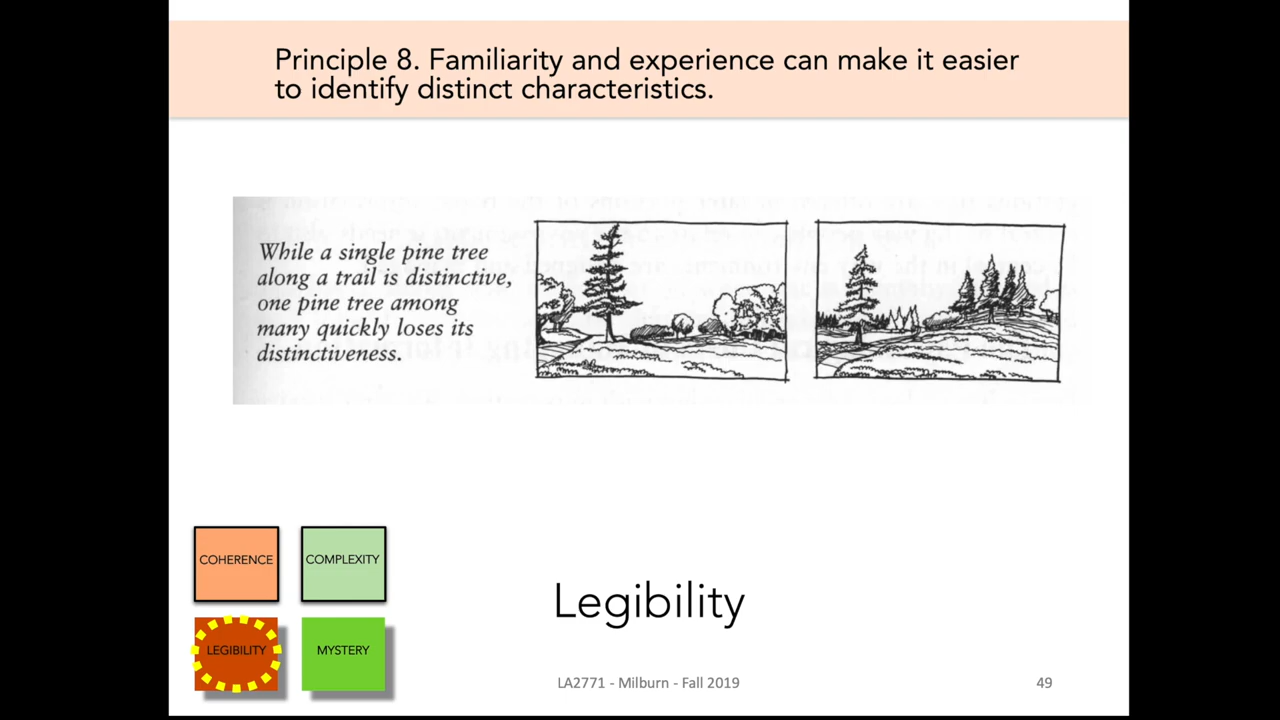 Principle 8. Familiarity and experience can make it easier
to identify distinct characteristics.
While a single pine tree
along a trail is distinctive,
one pine tree among
many quickly loses its
distinctiveness.
COHERENCE
COMPLEXITY
LEGIBILITY
MYSTERY
Legibility
LA2771 - Milburn - Fall 2019
49